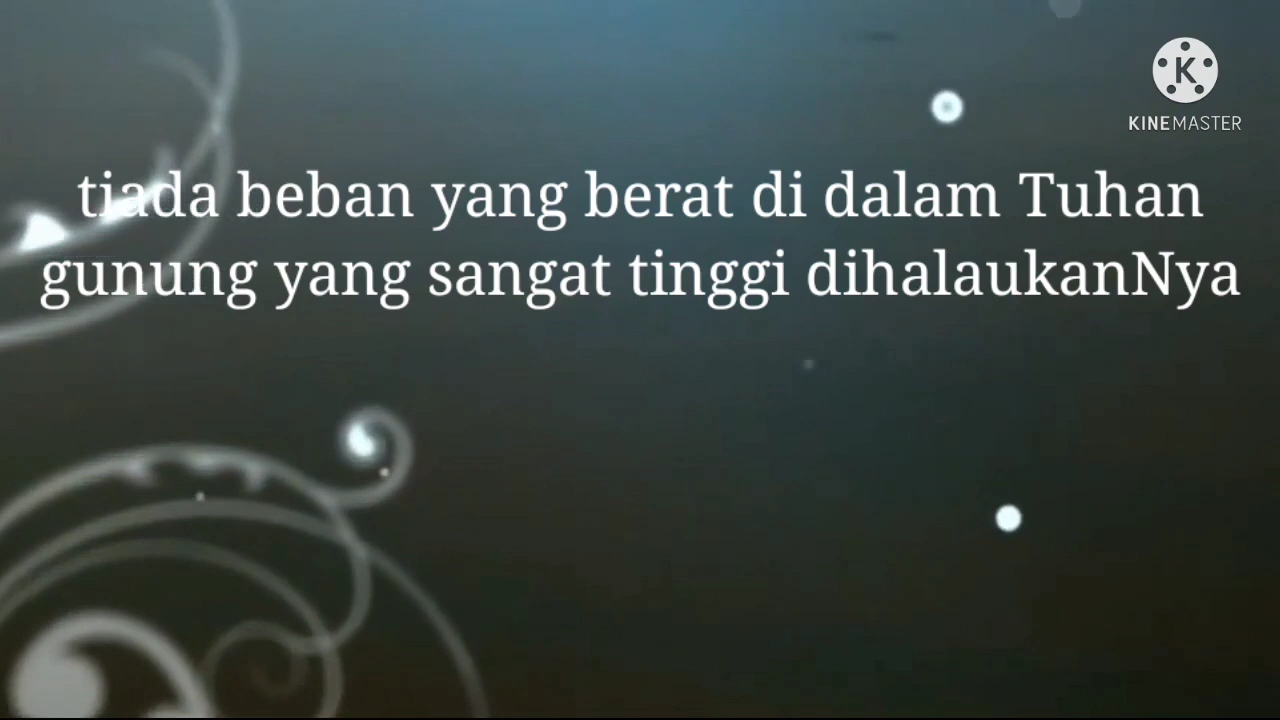 K
KINEMASTER
tiada beban yang berat di dalam Tuhan
gunung yang sangat tinggi dihalaukanNya